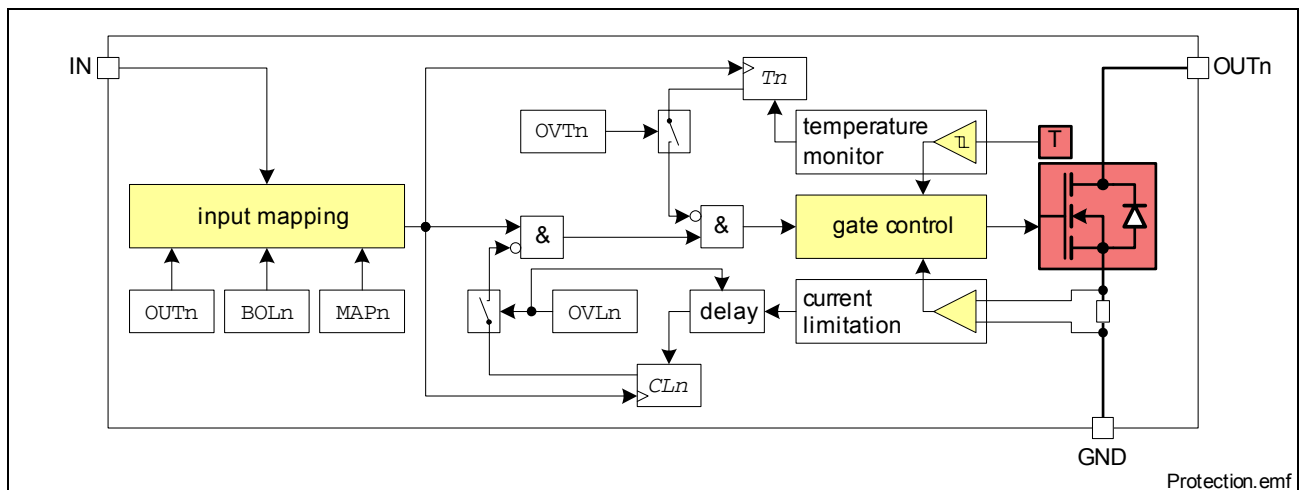 IN
OUTn
Tn
OVTn
temperature
monitor
T
input mapping
&
&
gate control
OUTn
BOLn
MAPn
OVLn
delay
current
limitation
CLn
GND
Protection.emf